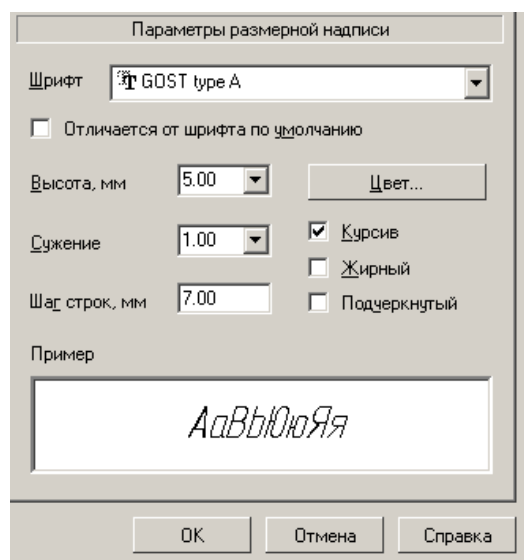 Параметры размерной надписи
Шрифт GOST type A
Отличается от шрифта по умолчанию
Высота, мм 5.00 Цвет...
Сужение 1.00 Курсив
Жирный
Шаг строк, мм 7.00 Подчеркнутый
Пример
АаВЫЮюЯя
OK Отмена Справка